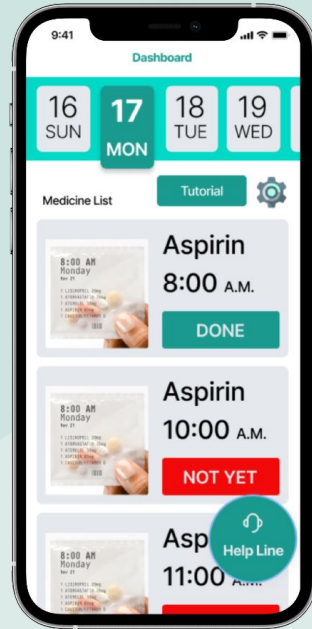 9:41
Dashboard
16 SUN
17 MON
18 TUE
19 WED
Medicine List
Tutorial
Aspirin
8:00 A.M.
DONE
8:00 AM
Monday
Aspirin
10:00 A.M.
NOT YET
8:00 AM
Monday
Asp
11:00
Help Line
8:00 AM
Monday